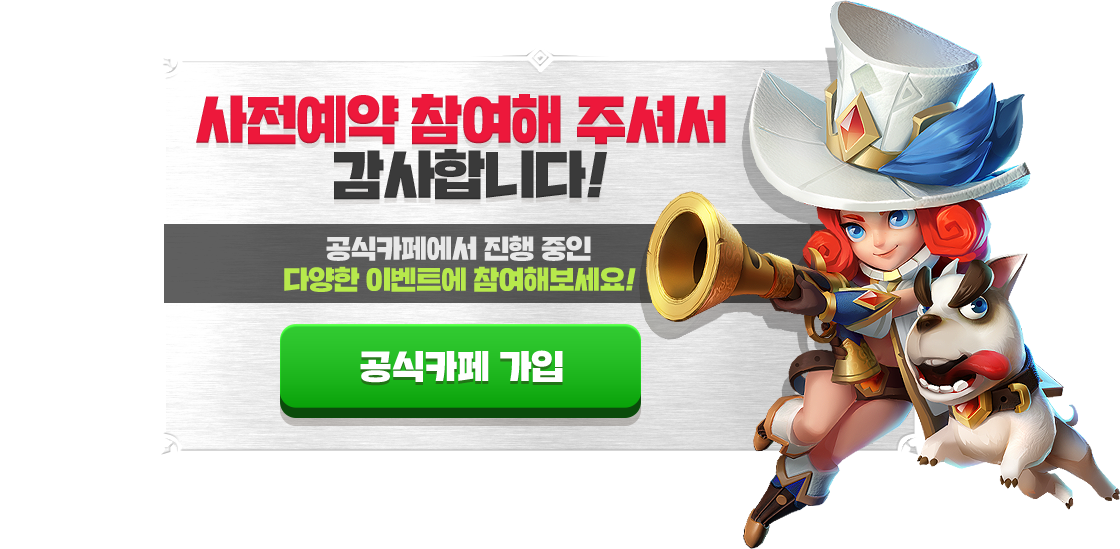 사전예약 참여해 주셔서
감사합니다!
공식카페에서 진행 중인
다양한 이벤트에 참여해보세요!
공식카페 가입